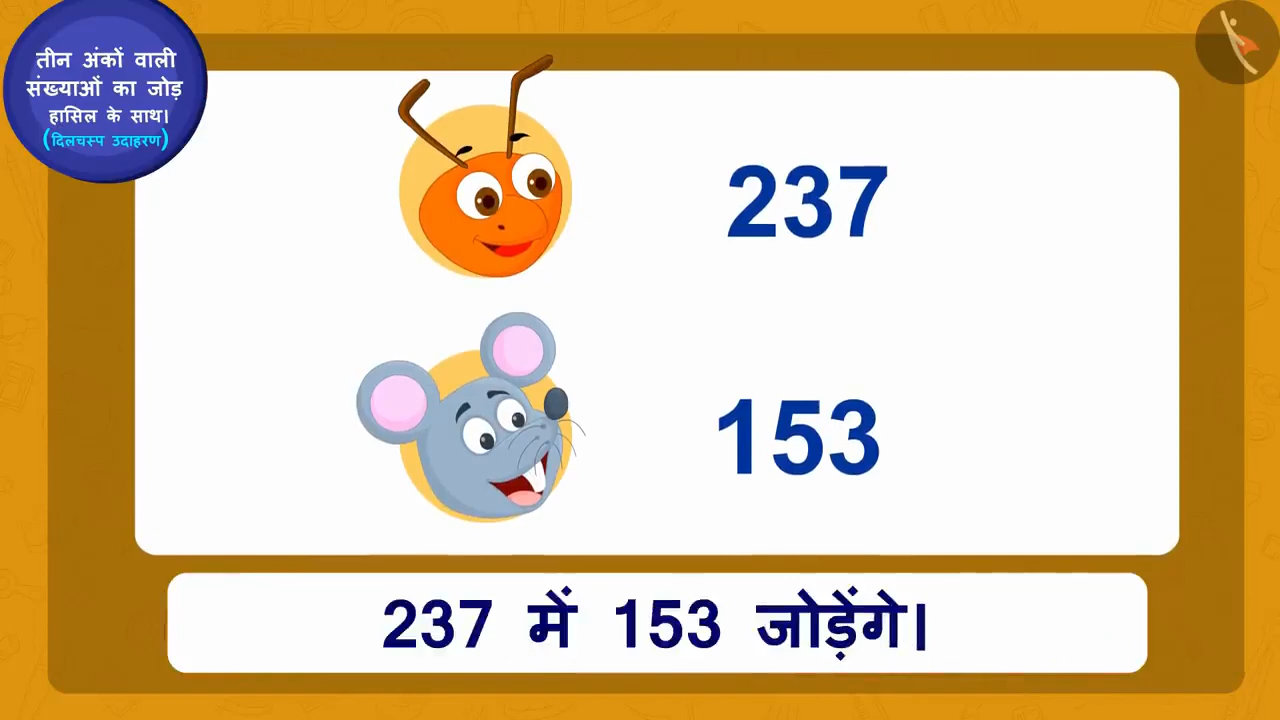 तीन अंकों वाली
संख्याओं का जोड़
हासिल के साथ।
(दिलचस्प उदाहरण)
237
153
237 में 153 जोड़ेंगे।